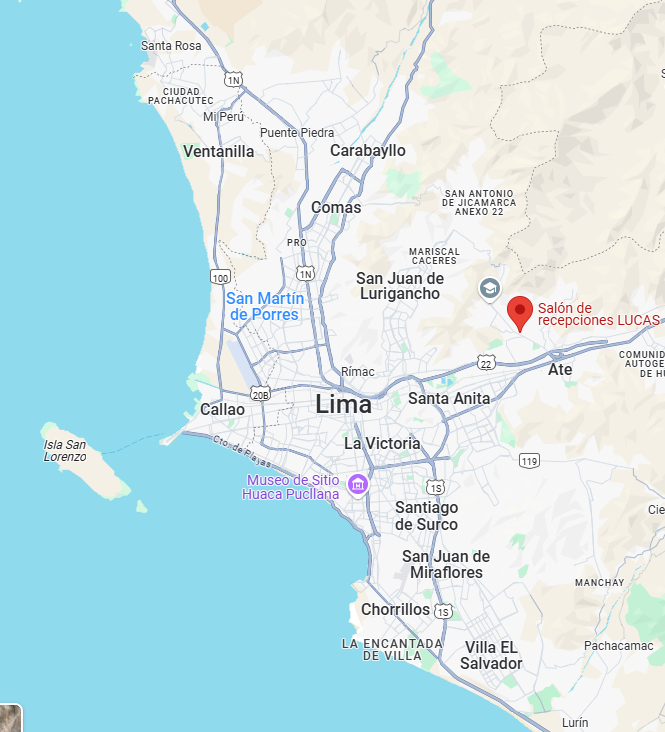 Santa Rosa
1N
CIUDAD
PACHACUTEC
Mi Perú
Puente Piedra
Ventanilla
Carabayllo
SAN ANTONIO
DE JICAMARCA
ANEXO 22
Comas
PRO
MARISCAL
CACERES
1N
100
San Juan de
Lurigancho
San Martín
de Porres
Salón de
recepciones LUCAS
22
COMUNID
AUTOGE
DE HU
Ate
Rímac
20B
Santa Anita
Lima
Callao
Isla San
Lorenzo
Cto. de Playas
La Victoria
119
Museo de Sitio
Huaca Pucllana
1S
Santiago
de Surco
Cie
San Juan de
Miraflores
MANCHAY
Chorrillos
1S
LA ENCANTADA
DE VILLA
Villa EL
Salvador
Pachacamac
Lurín